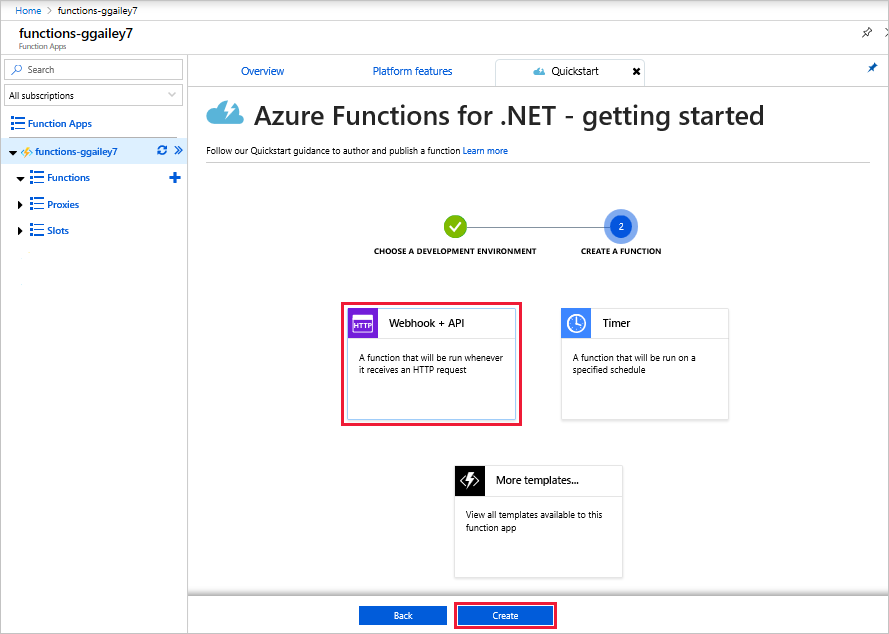 Home > functions-ggailey7
functions-ggailey7
Function Apps
Search
All subscriptions
Function Apps
functions-ggailey7
Functions
Proxies
Slots
Overview
Platform features
Quickstart
Azure Functions for .NET - getting started
Follow our Quickstart guidance to author and publish a function Learn more
2
CHOOSE A DEVELOPMENT ENVIRONMENT
CREATE A FUNCTION
HTTP
Webhook + API
A function that will be run whenever
it receives an HTTP request
Timer
A function that will be run on a
specified schedule
More templates...
View all templates available to this
function app
Back
Create